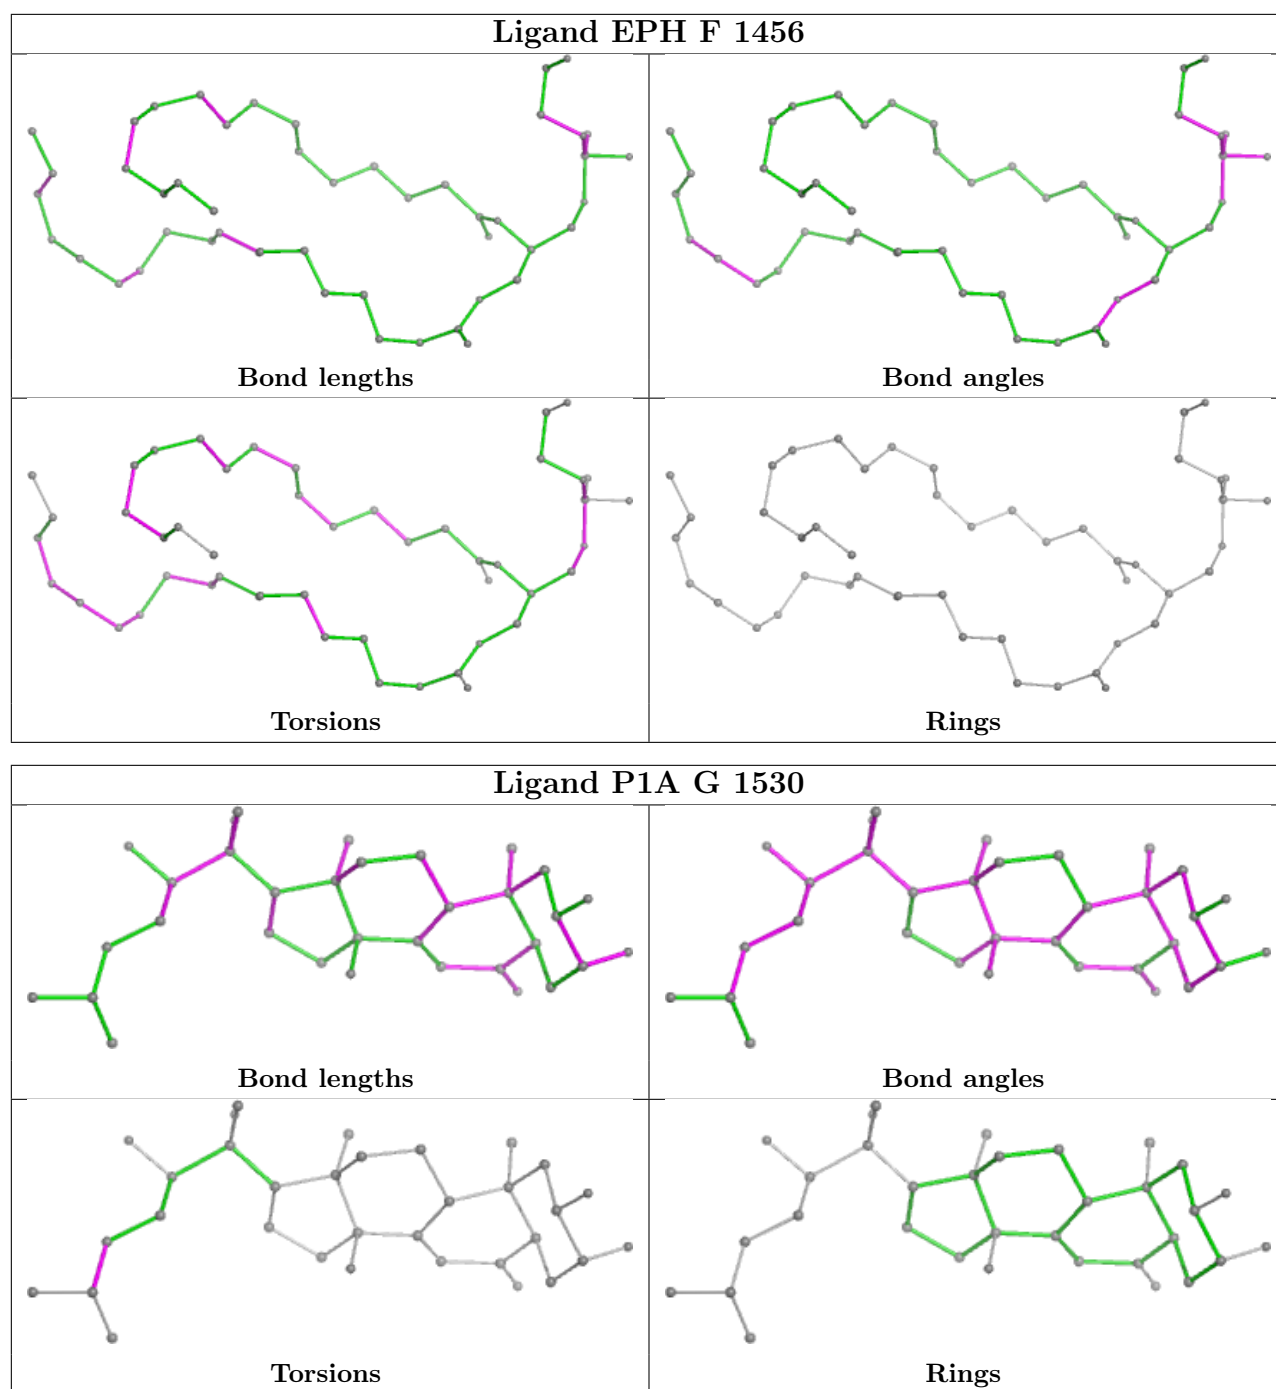 Ligand EPH F 1456
Bond lengths
Bond angles
Torsions
Rings
Ligand P1A G 1530
Bond lengths
Bond angles
Torsions
Rings